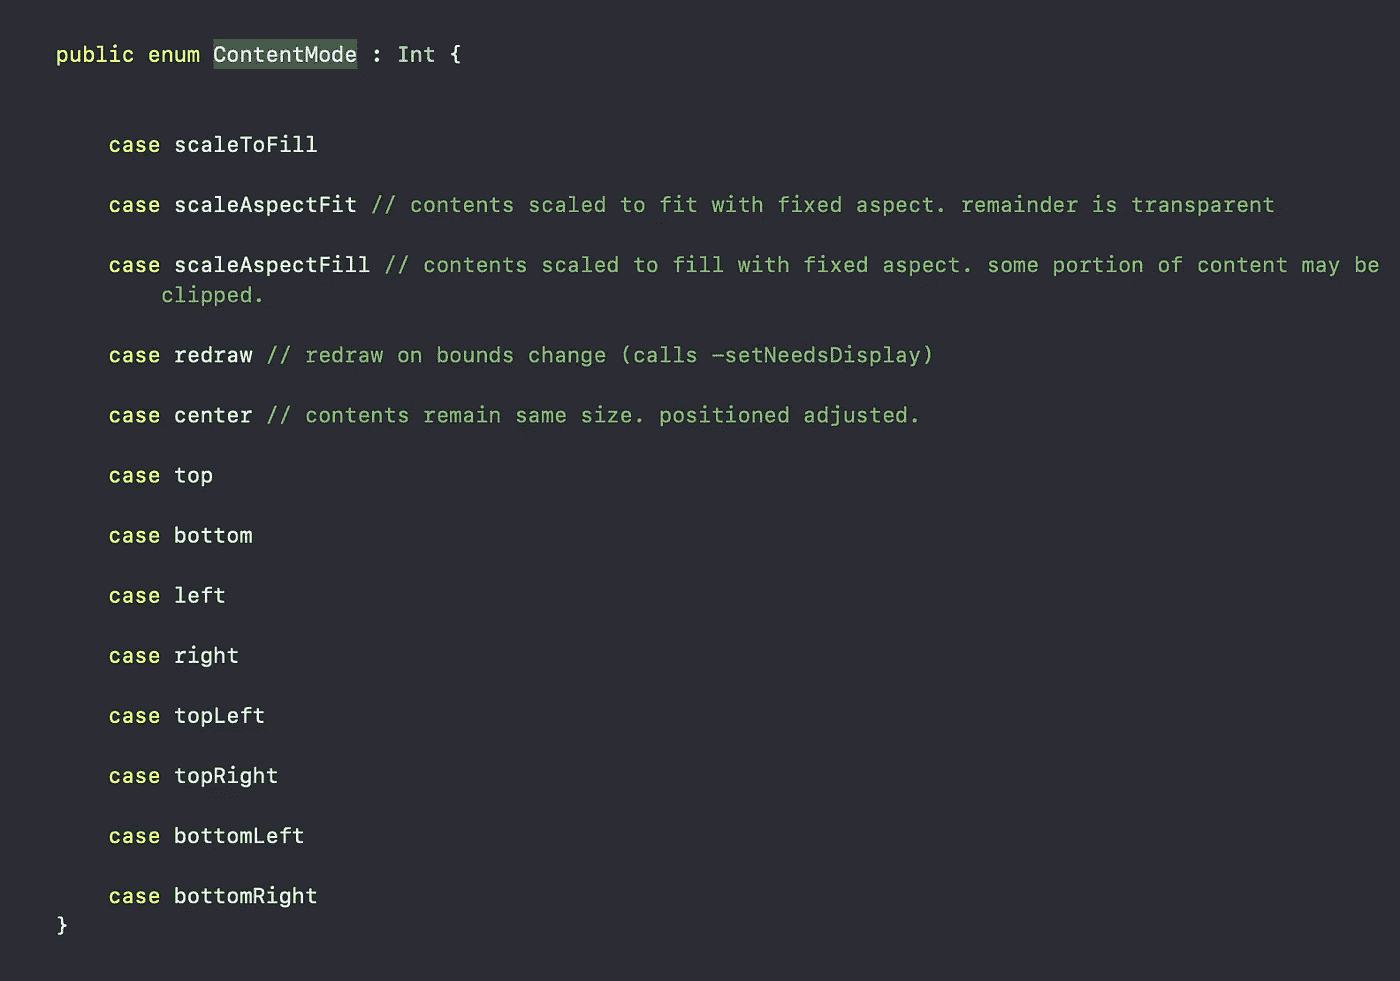 public enum ContentMode : Int {
case scaleToFill
case scaleAspectFit // contents scaled to fit with fixed aspect. remainder is transparent
case scaleAspectFill // contents scaled to fill with fixed aspect. some portion of content may be
clipped.
case redraw // redraw on bounds change (calls -setNeedsDisplay)
case center // contents remain same size. positioned adjusted.
case top
case bottom
case left
case right
case topLeft
case topRight
case bottomLeft
case bottomRight
}